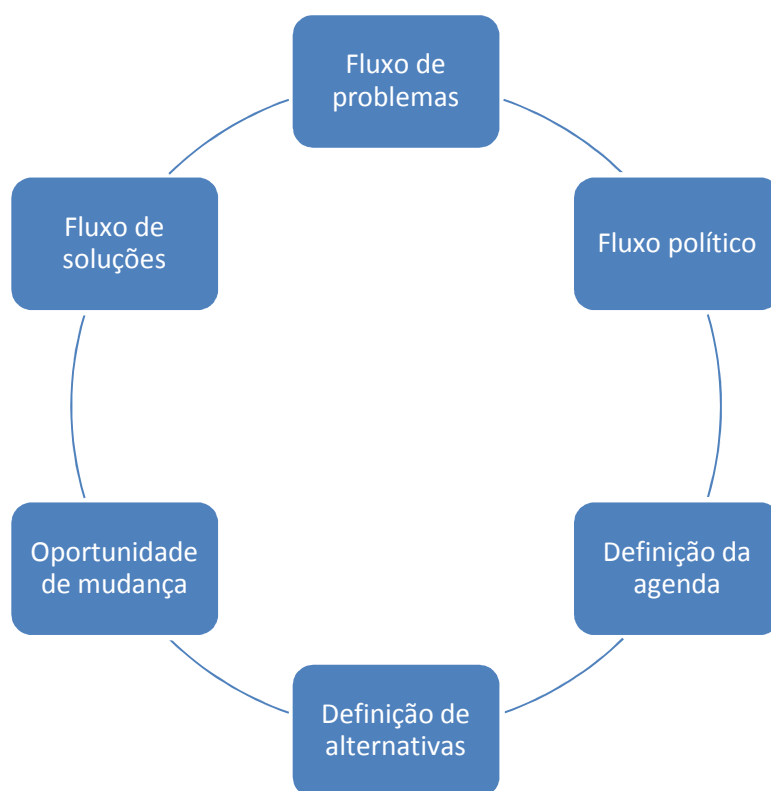 Fluxo de
problemas
Fluxo político
Definição da
agenda
Definição de
alternativas
Oportunidade
de mudança
Fluxo de
soluções